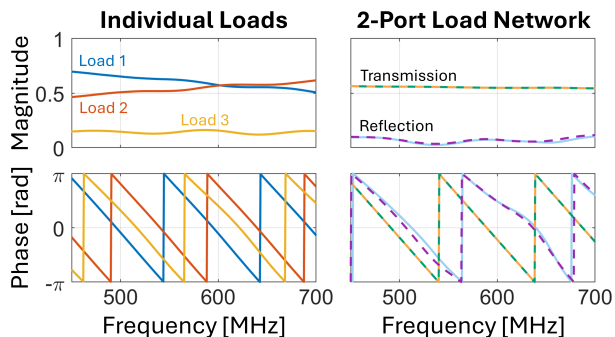 Individual Loads
2-Port Load Network
Magnitude
1
0.5
0
Load 1
Load 2
Load 3
Transmission
Reflection
Phase [rad]
π
0
-π
500
600
700
500
600
700
Frequency [MHz]
Frequency [MHz]